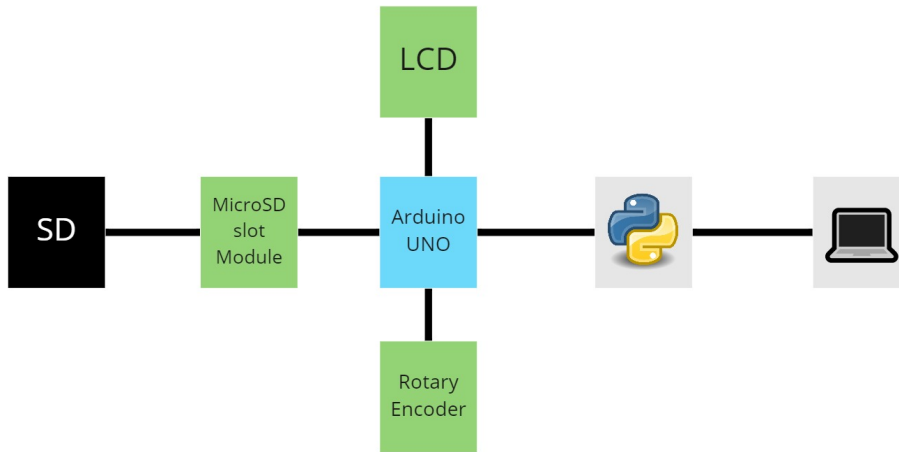 LCD
SD
MicroSD
slot
Module
Arduino
UNO
Rotary
Encoder